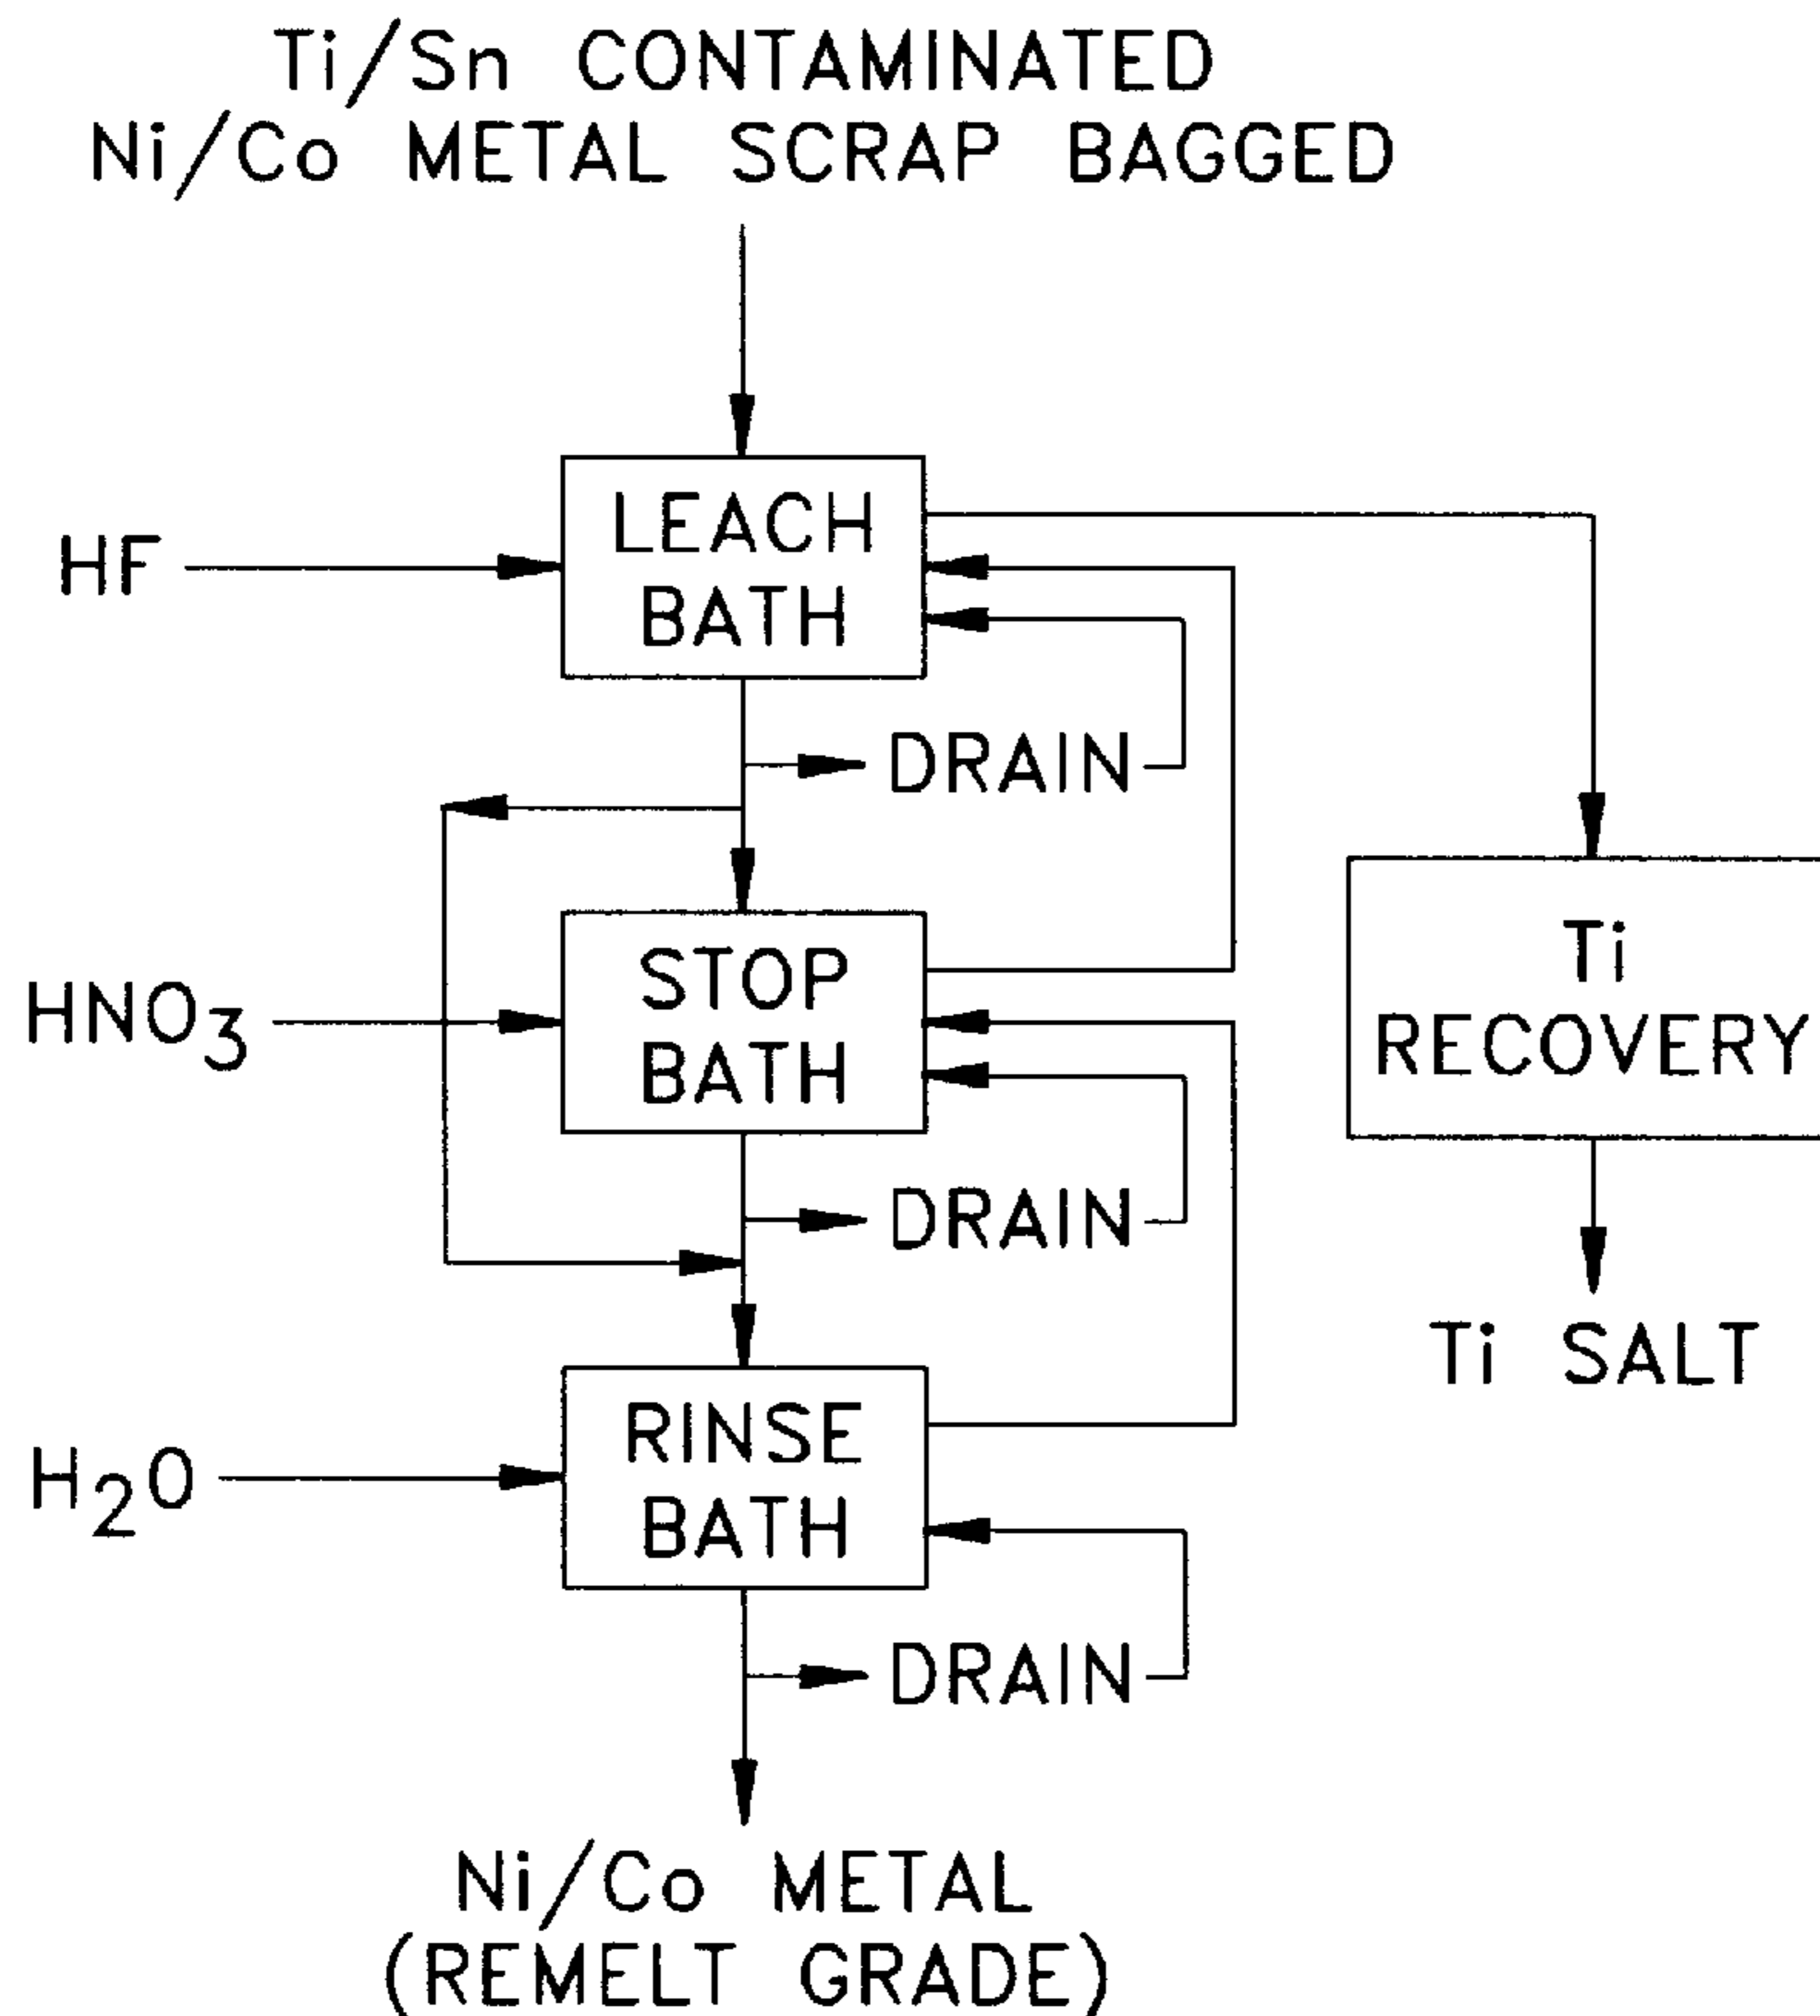 Ti/Sn CONTAMINATED
Ni/Co METAL SCRAP BAGGED
HF
LEACH
BATH
DRAIN
HNO3
STOP
BATH
Ti
RECOVERY
DRAIN
Ti SALT
H2O
RINSE
BATH
DRAIN
Ni/Co METAL
(REMELT GRADE)